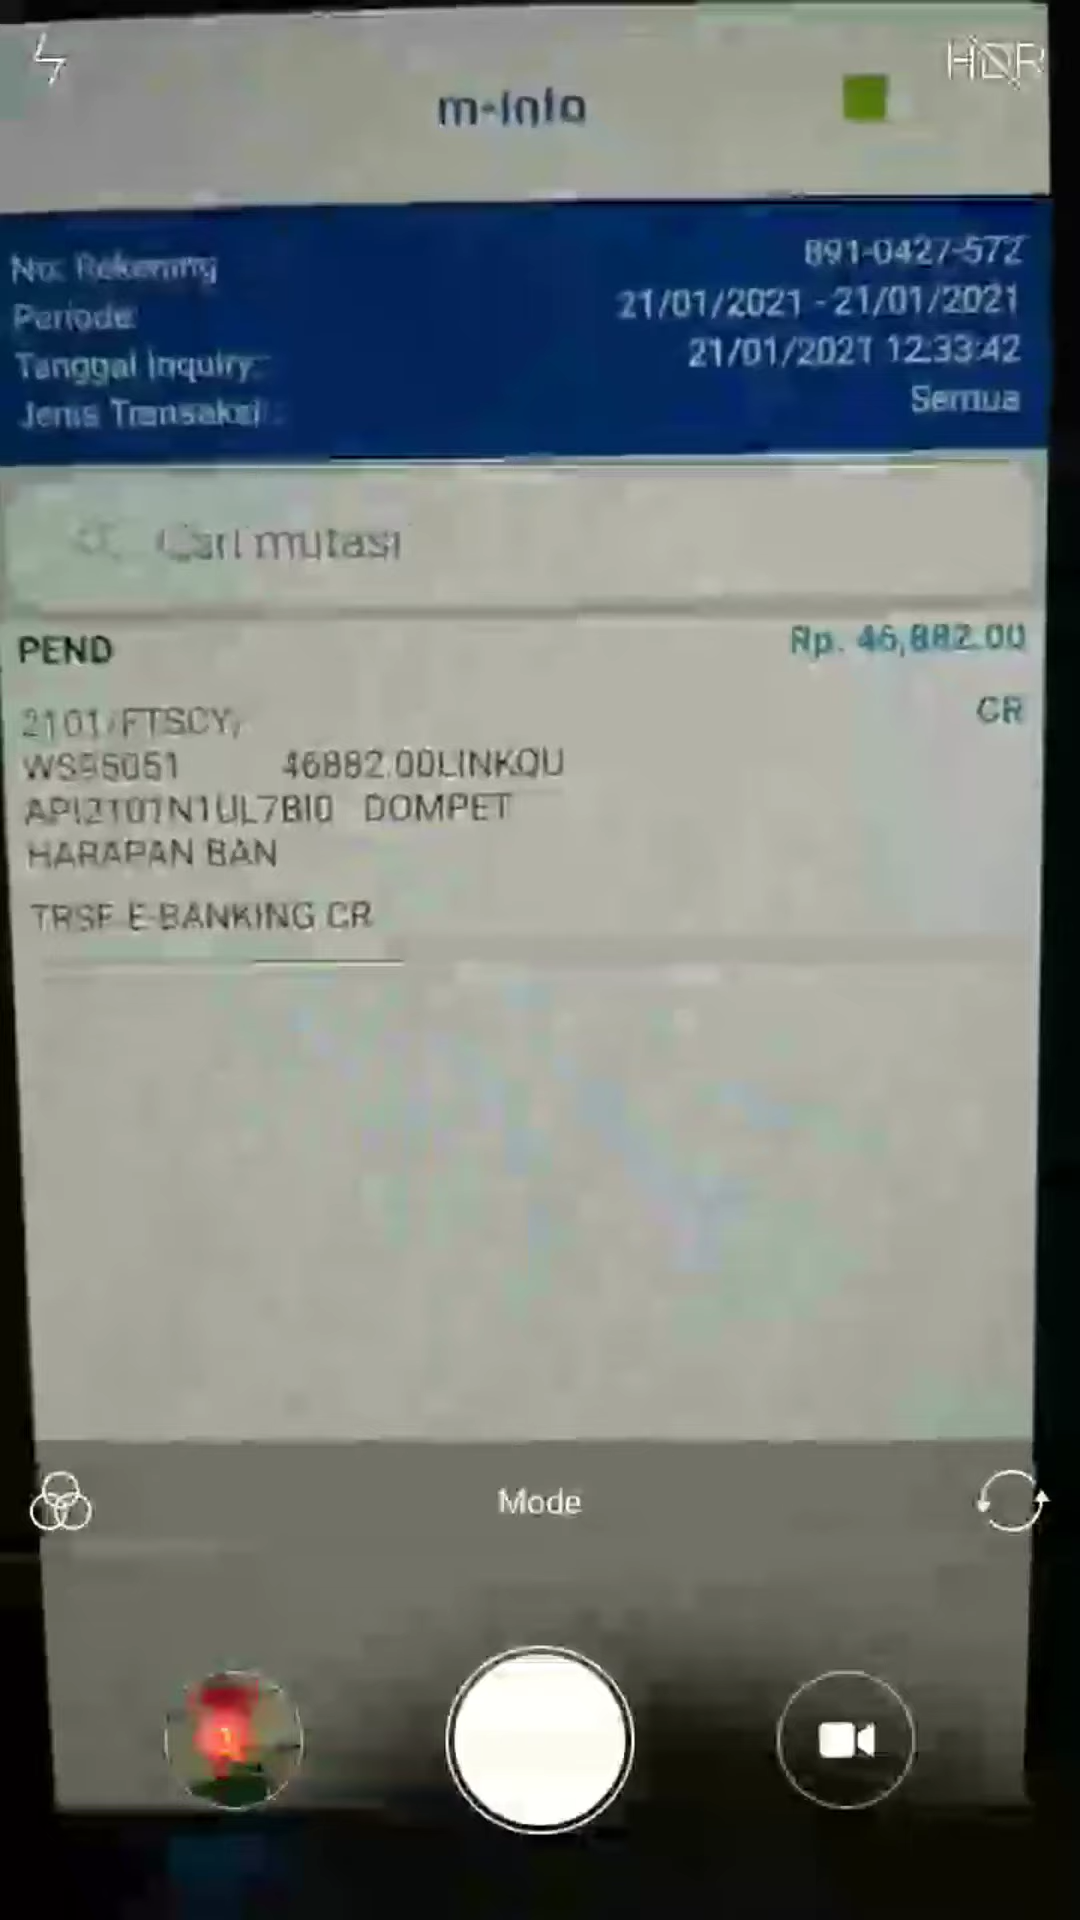 HDR
m-Info
No. Rekening 891-0427-572
Periode 21/01/2021 - 21/01/2021
Tanggal Inquiry: 21/01/2021 12:33:42
Jenis Transaksi : Semua
Cari mutasi
PEND Rp. 46,882.00
2101/FTSCY/ CR
WS95051 46882.00LINKQU
DOMPET
HARAPAN BAN
TRSF E-BANKING CR
Mode